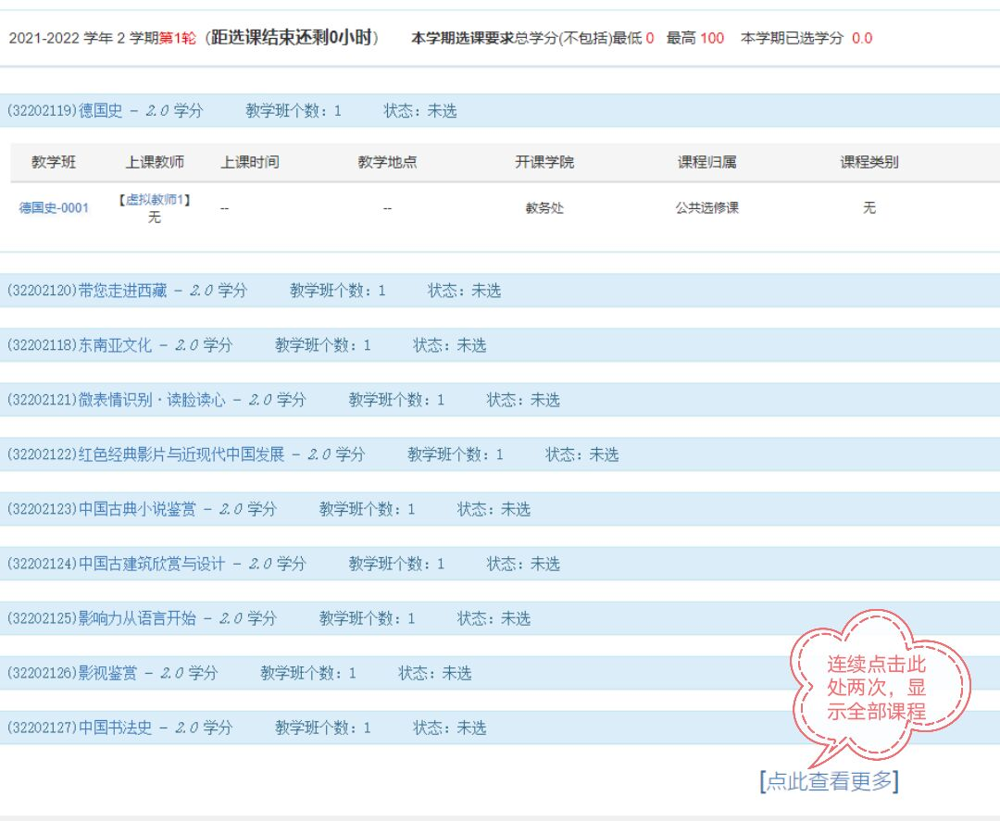 2021-2022 学年 2 学期第1轮（距选课结束还剩0小时） 本学期选课要求总学分(不包括)最低 0 最高 100 本学期已选学分 0.0
(32202119)德国史 - 2.0 学分 教学班个数：1 状态：未选
教学班 上课教师 上课时间 教学地点 开课学院 课程归属 课程类别
德国史-0001 【虚拟教师1】 无 -- -- 教务处 公共选修课 无
(32202120)带您走进西藏 - 2.0 学分 教学班个数：1 状态：未选
(32202118)东南亚文化 - 2.0 学分 教学班个数：1 状态：未选
(32202121)微表情识别·读脸读心 - 2.0 学分 教学班个数：1 状态：未选
(32202122)红色经典影片与近现代中国发展 - 2.0 学分 教学班个数：1 状态：未选
(32202123)中国古典小说鉴赏 - 2.0 学分 教学班个数：1 状态：未选
(32202124)中国古建筑欣赏与设计 - 2.0 学分 教学班个数：1 状态：未选
(32202125)影响力从语言开始 - 2.0 学分 教学班个数：1 状态：未选
(32202126)影视鉴赏 - 2.0 学分 教学班个数：1 状态：未选
(32202127)中国书法史 - 2.0 学分 教学班个数：1 状态：未选
连续点击此
处两次，显
示全部课程
[点此查看更多]